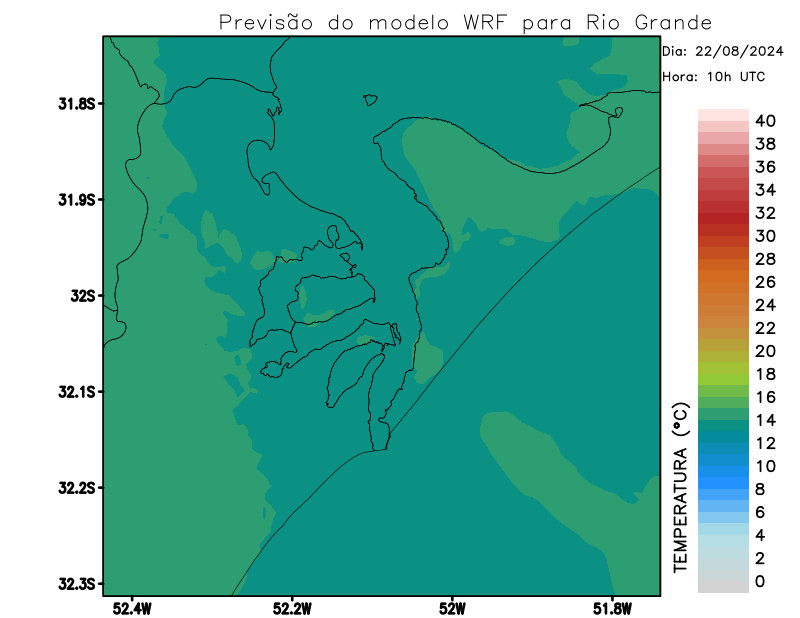 Previsão do modelo WRF para Rio Grande
Dia: 22/08/2024
Hora: 10h UTC
31.8S
31.9S
32S
32.1S
32.2S
32.3S
52.4W
52.2W
52W
51.8W
TEMPERATURA (°C)
40
38
36
34
32
30
28
26
24
22
20
18
16
14
12
10
8
6
4
2
0